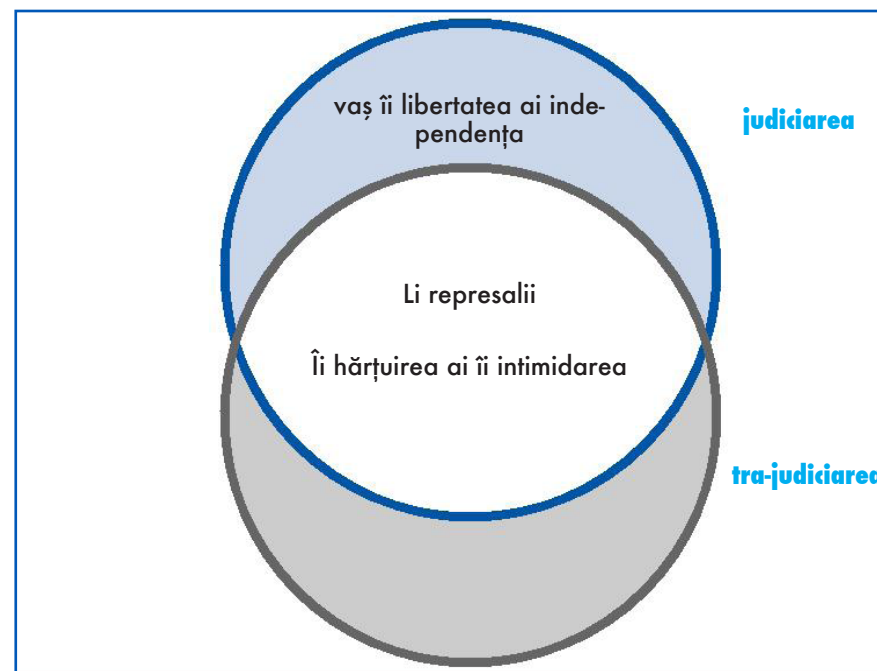 vaș îi libertatea ai inde-
pendența
judiciarea
Li represalii
Îi hărțuirea ai îi intimidarea
tra-judiciarea